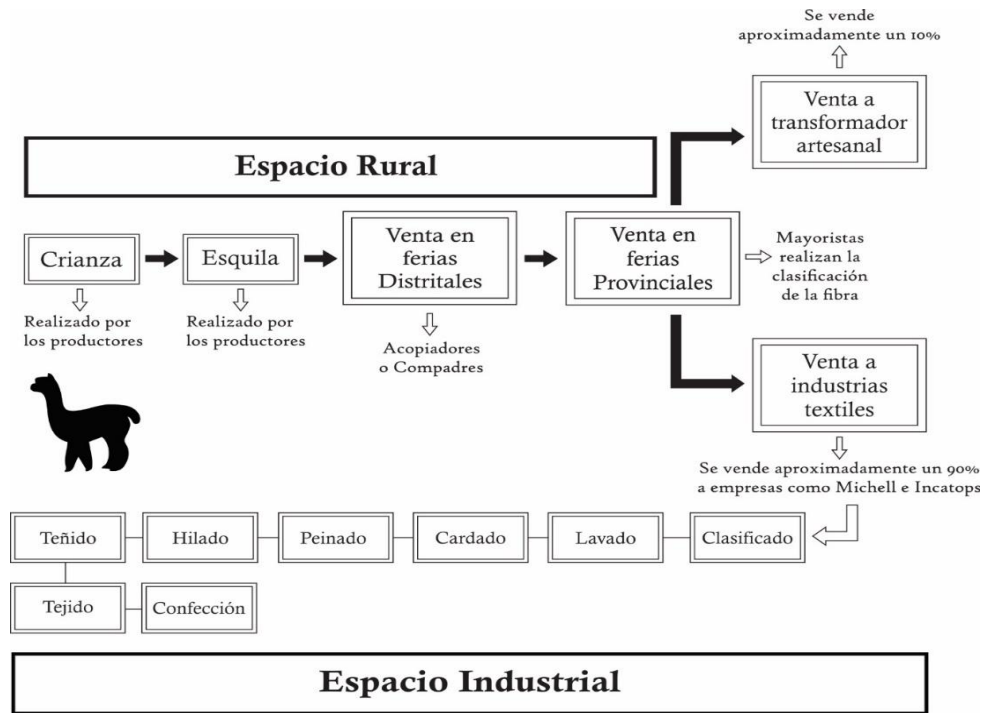 Se vende
aproximadamente un 10%
Venta a
transformador
artesanal
Espacio Rural
Crianza
Esquila
Venta en
ferias
Distritales
Venta en
ferias
Provinciales
Mayoristas
realizan la
clasificación
de la fibra
Realizado por
los productores
Realizado por
los productores
Acopiadores
o Compadres
Venta a
industrias
textiles
Se vende aproximadamente un 90%
a empresas como Michell e Incatops
Teñido
Hilado
Peinado
Cardado
Lavado
Clasificado
Tejido
Confección
Espacio Industrial